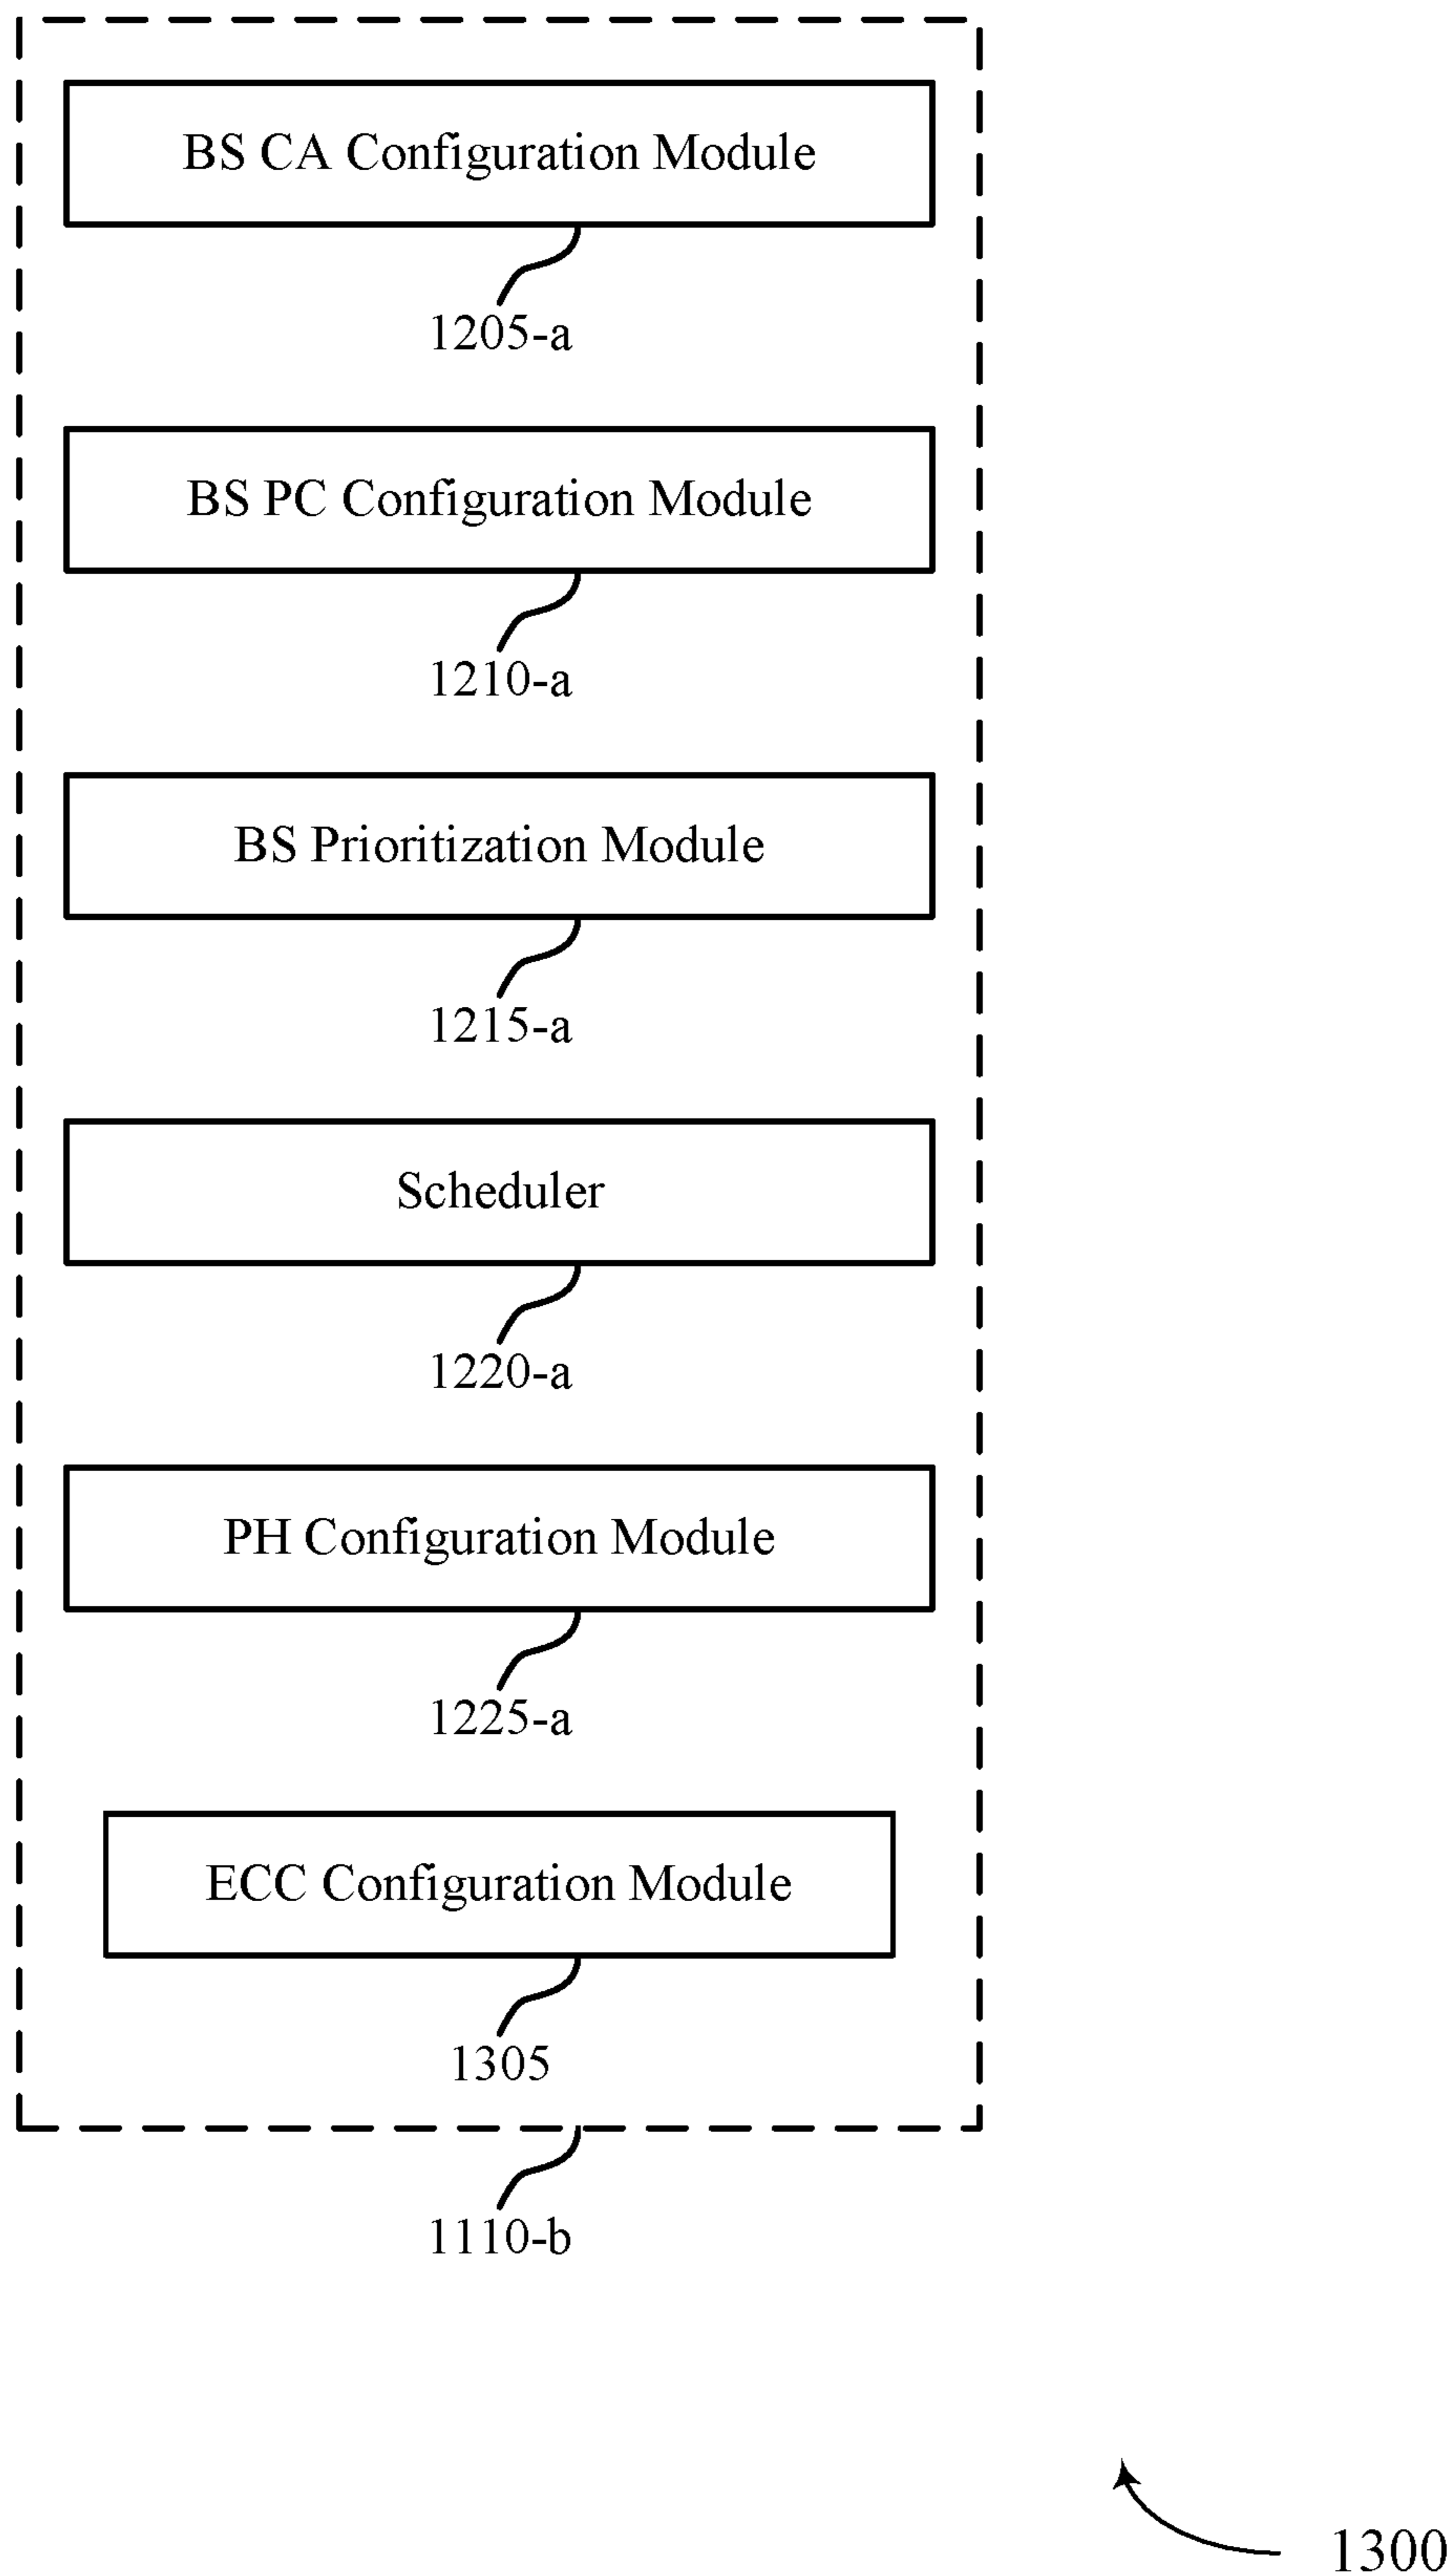 BS CA Configuration Module
1205-a
BS PC Configuration Module
1210-a
BS Prioritization Module
1215-a
Scheduler
1220-a
PH Configuration Module
1225-a
ECC Configuration Module
1305
1110-b
1300